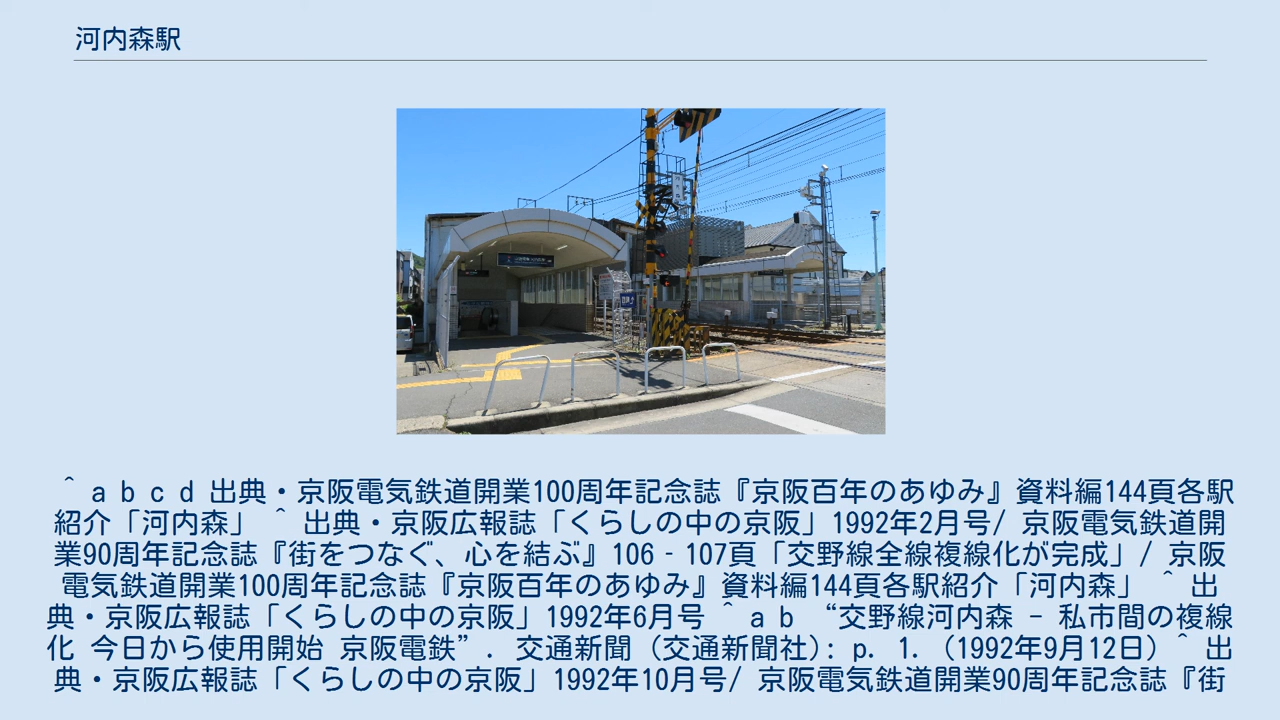 河内森駅
^ a b c d 出典・京阪電気鉄道開業100周年記念誌『京阪百年のあゆみ』資料編144頁各駅
紹介「河内森」 ^ 出典・京阪広報誌「くらしの中の京阪」1992年2月号/ 京阪電気鉄道開
業90周年記念誌『街をつなぐ、心を結ぶ』106‐107頁「交野線全線複線化が完成」/ 京阪
電気鉄道開業100周年記念誌『京阪百年のあゆみ』資料編144頁各駅紹介「河内森」 ^ 出
典・京阪広報誌「くらしの中の京阪」1992年6月号 ^ a b “交野線河内森 - 私市間の複線
化 今日から使用開始 京阪電鉄”. 交通新聞 (交通新聞社): p. 1. (1992年9月12日) ^ 出
典・京阪広報誌「くらしの中の京阪」1992年10月号/ 京阪電気鉄道開業90周年記念誌『街